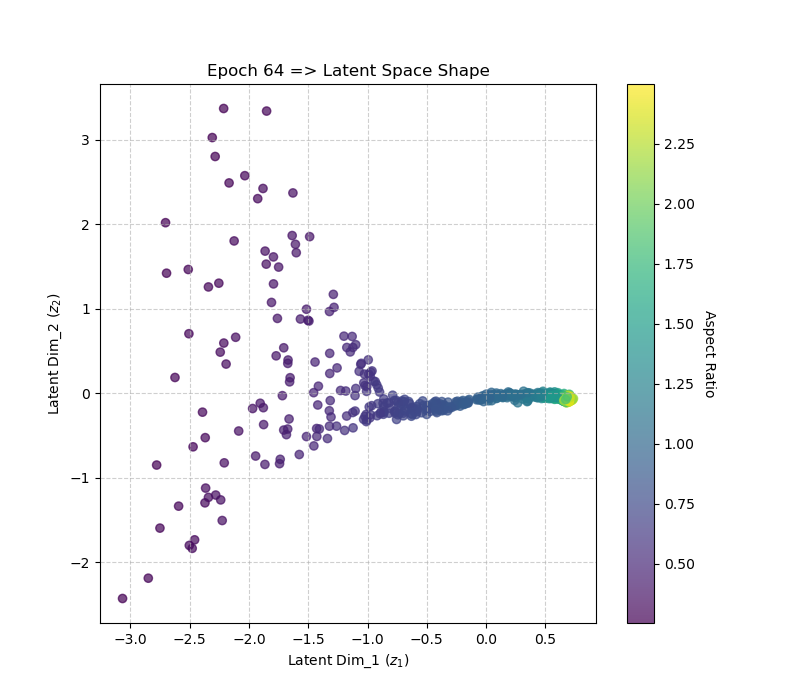 Epoch 64 => Latent Space Shape
3
2
1
0
−1
−2
Latent Dim_2 (z₂)
−3.0 −2.5 −2.0 −1.5 −1.0 −0.5 0.0 0.5
Latent Dim_1 (z₁)
2.25
2.00
1.75
1.50
1.25
1.00
0.75
0.50
Aspect Ratio